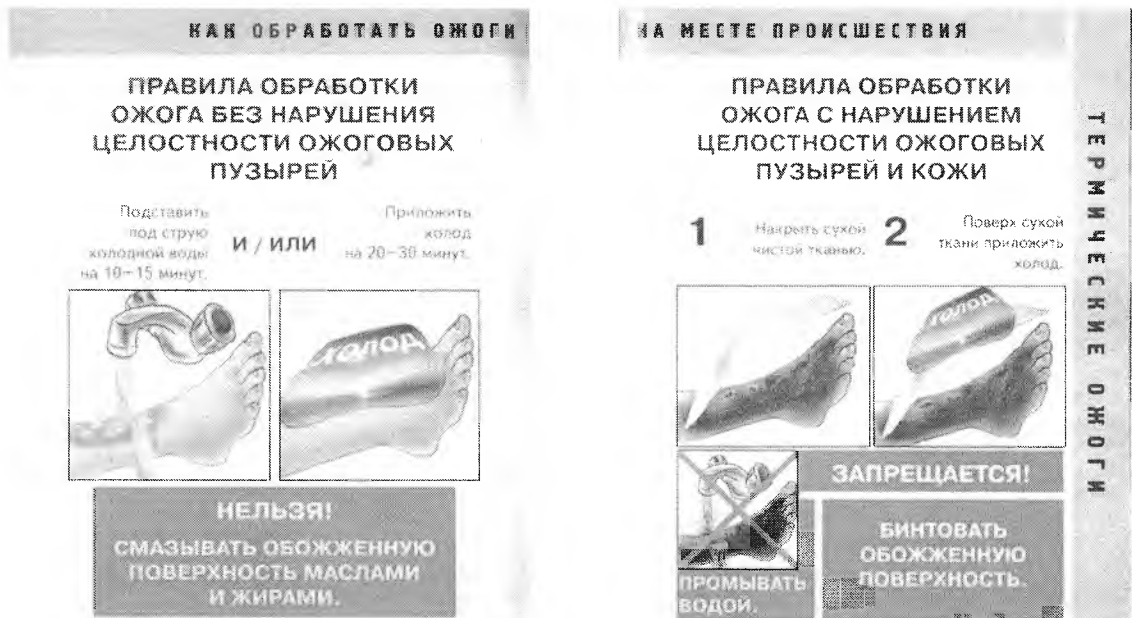 КАК ОБРАБОТАТЬ ОЖОГИ
ПРАВИЛА ОБРАБОТКИ
ОЖОГА БЕЗ НАРУШЕНИЯ
ЦЕЛОСТНОСТИ ОЖОГОВЫХ
ПУЗЫРЕЙ
Подставить
под струю
холодной воды
на 10–15 минут.
И / ИЛИ
Приложить
холод
на 20–30 минут.
холод
НЕЛЬЗЯ!
СМАЗЫВАТЬ ОБОЖЖЕННУЮ
ПОВЕРХНОСТЬ МАСЛАМИ
И ЖИРАМИ.
НА МЕСТЕ ПРОИСШЕСТВИЯ
ПРАВИЛА ОБРАБОТКИ
ОЖОГА С НАРУШЕНИЕМ
ЦЕЛОСТНОСТИ ОЖОГОВЫХ
ПУЗЫРЕЙ И КОЖИ
1
Накрыть сухой
чистой тканью.
2
Поверх сухой
ткани приложить
холод.
холод
ЗАПРЕЩАЕТСЯ!
ПРОМЫВАТЬ
ВОДОЙ.
БИНТОВАТЬ
ОБОЖЖЕННУЮ
ПОВЕРХНОСТЬ.
ТЕРМИЧЕСКИЕ ОЖОГИ